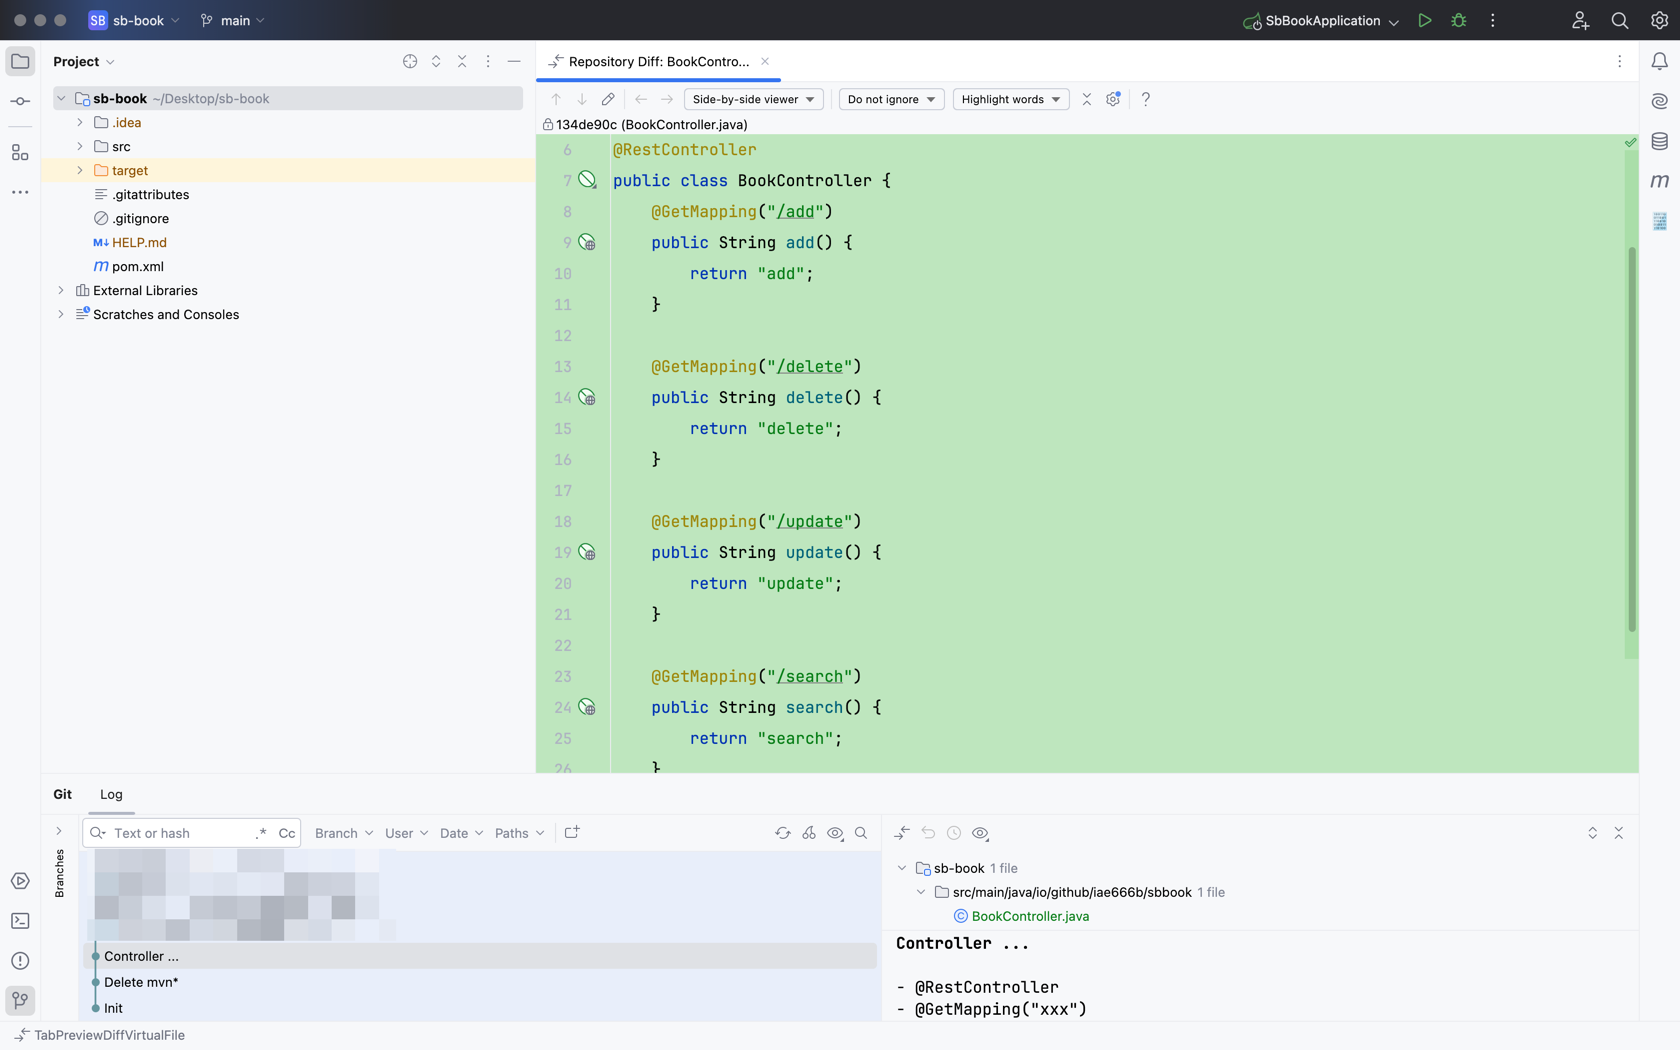 SB sb-book main SbBookApplication
Project
Repository Diff: BookContro...
sb-book ~/Desktop/sb-book
.idea
src
target
.gitattributes
.gitignore
M↓ HELP.md
m pom.xml
External Libraries
Scratches and Consoles
Side-by-side viewer Do not ignore Highlight words ?
134de90c (BookController.java)
6 @RestController
7 public class BookController {
8 @GetMapping("/add")
9 public String add() {
10 return "add";
11 }
12
13 @GetMapping("/delete")
14 public String delete() {
15 return "delete";
16 }
17
18 @GetMapping("/update")
19 public String update() {
20 return "update";
21 }
22
23 @GetMapping("/search")
24 public String search() {
25 return "search";
26 }
m
Git Log
Branches
Text or hash .* Cc Branch User Date Paths
Controller ...
Delete mvn*
Init
sb-book 1 file
src/main/java/io/github/iae666b/sbbook 1 file
© BookController.java
Controller ...
- @RestController
- @GetMapping("xxx")
TabPreviewDiffVirtualFile